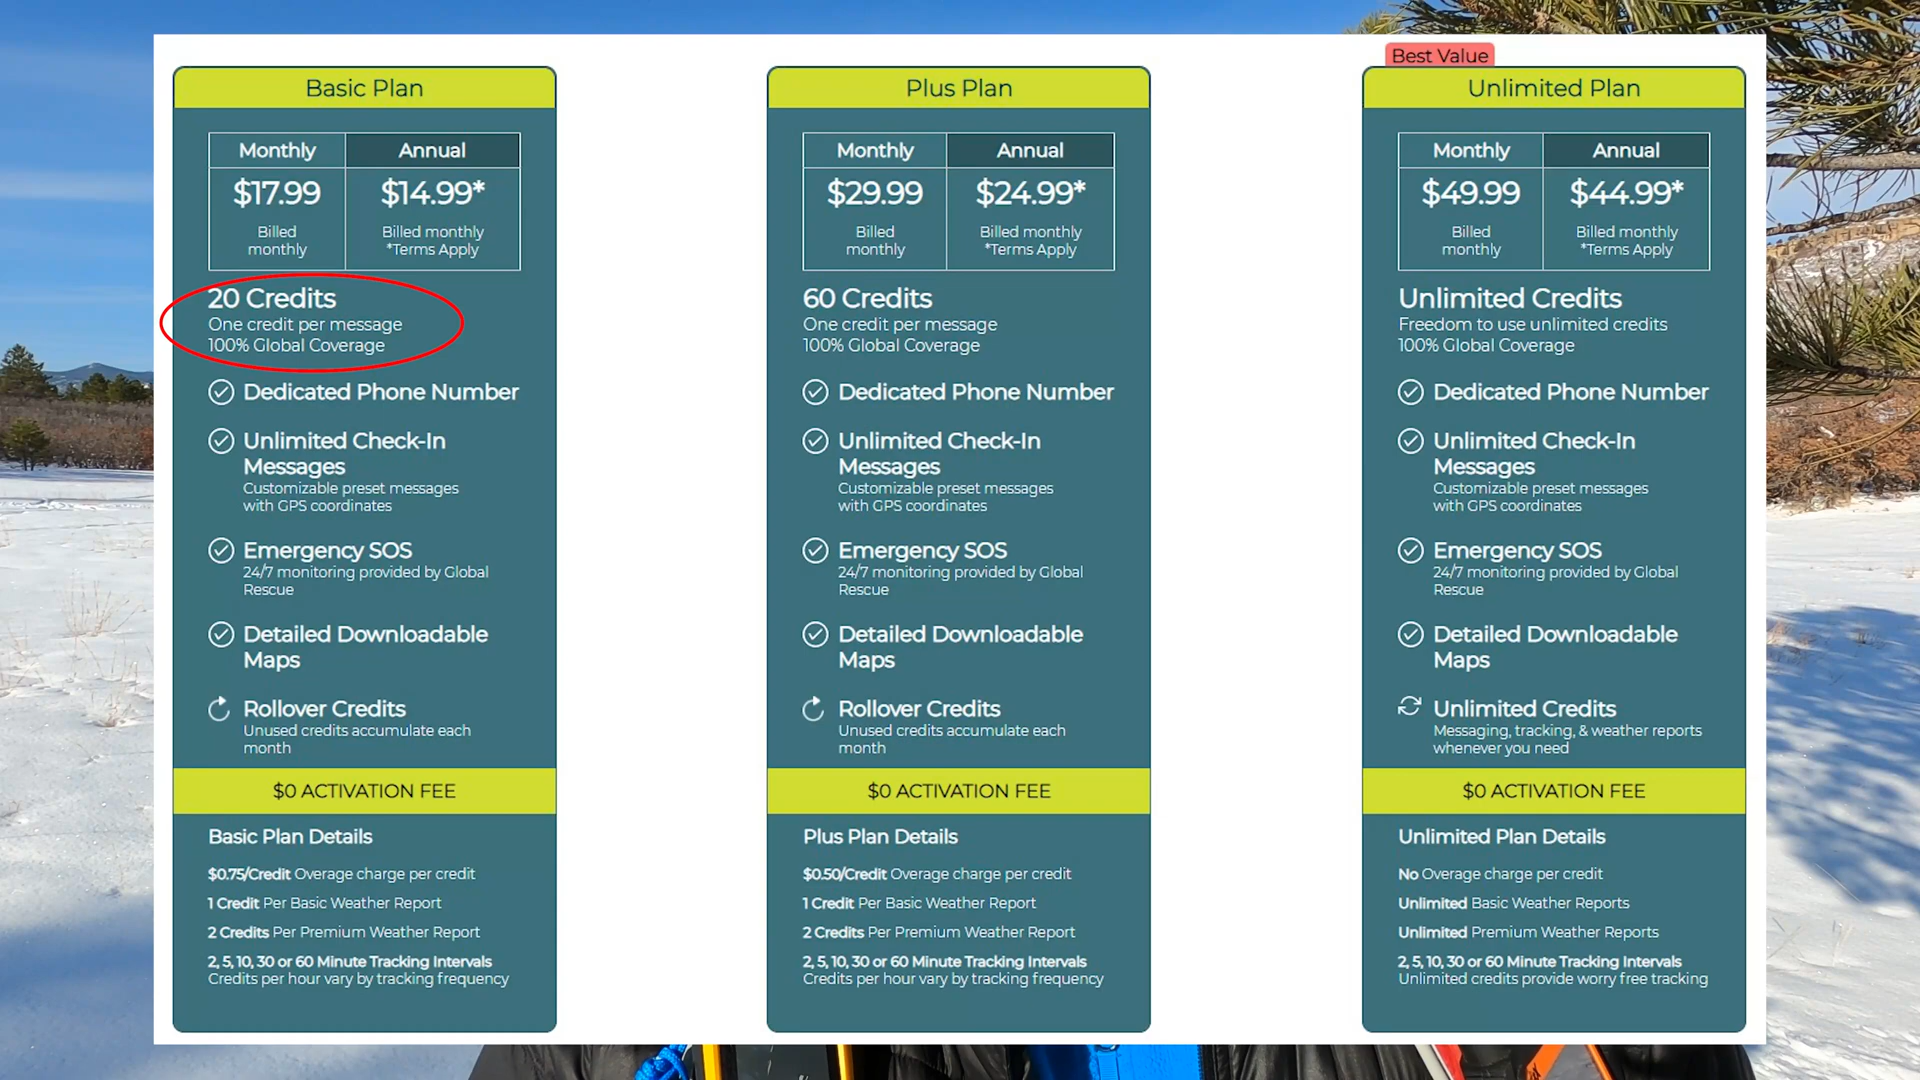 Basic Plan
Monthly
Annual
$17.99
$14.99*
Billed
monthly
Billed monthly
*Terms Apply
20 Credits
One credit per message
100% Global Coverage
Dedicated Phone Number
Unlimited Check-In
Messages
Customizable preset messages
with GPS coordinates
Emergency SOS
24/7 monitoring provided by Global
Rescue
Detailed Downloadable
Maps
Rollover Credits
Unused credits accumulate each
month
$0 ACTIVATION FEE
Basic Plan Details
$0.75/Credit Overage charge per credit
1 Credit Per Basic Weather Report
2 Credits Per Premium Weather Report
2, 5, 10, 30 or 60 Minute Tracking Intervals
Credits per hour vary by tracking frequency
Plus Plan
Monthly
Annual
$29.99
$24.99*
Billed
monthly
Billed monthly
*Terms Apply
60 Credits
One credit per message
100% Global Coverage
Dedicated Phone Number
Unlimited Check-In
Messages
Customizable preset messages
with GPS coordinates
Emergency SOS
24/7 monitoring provided by Global
Rescue
Detailed Downloadable
Maps
Rollover Credits
Unused credits accumulate each
month
$0 ACTIVATION FEE
Plus Plan Details
$0.50/Credit Overage charge per credit
1 Credit Per Basic Weather Report
2 Credits Per Premium Weather Report
2, 5, 10, 30 or 60 Minute Tracking Intervals
Credits per hour vary by tracking frequency
Best Value
Unlimited Plan
Monthly
Annual
$49.99
$44.99*
Billed
monthly
Billed monthly
*Terms Apply
Unlimited Credits
Freedom to use unlimited credits
100% Global Coverage
Dedicated Phone Number
Unlimited Check-In
Messages
Customizable preset messages
with GPS coordinates
Emergency SOS
24/7 monitoring provided by Global
Rescue
Detailed Downloadable
Maps
Unlimited Credits
Messaging, tracking, & weather reports
whenever you need
$0 ACTIVATION FEE
Unlimited Plan Details
No Overage charge per credit
Unlimited Basic Weather Reports
Unlimited Premium Weather Reports
2, 5, 10, 30 or 60 Minute Tracking Intervals
Unlimited credits provide worry free tracking